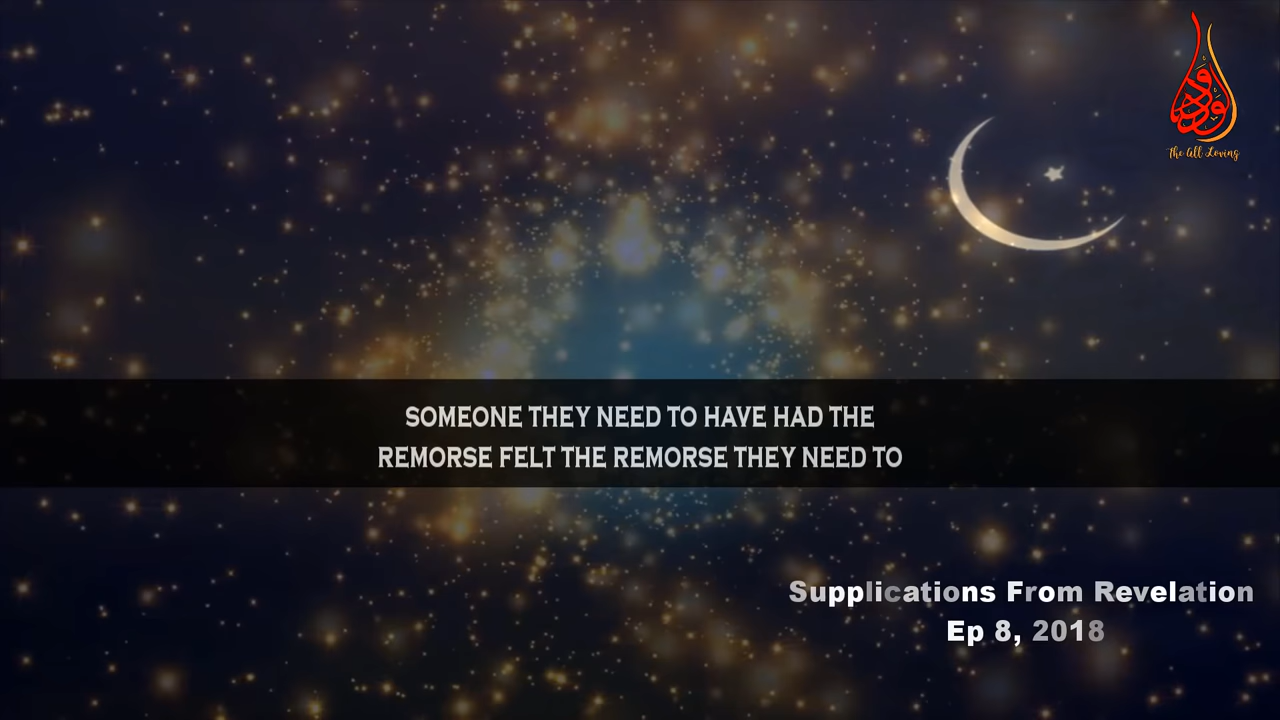 الودود
The All Loving
SOMEONE THEY NEED TO HAVE HAD THE
REMORSE FELT THE REMORSE THEY NEED TO
Supplications From Revelation
Ep 8, 2018